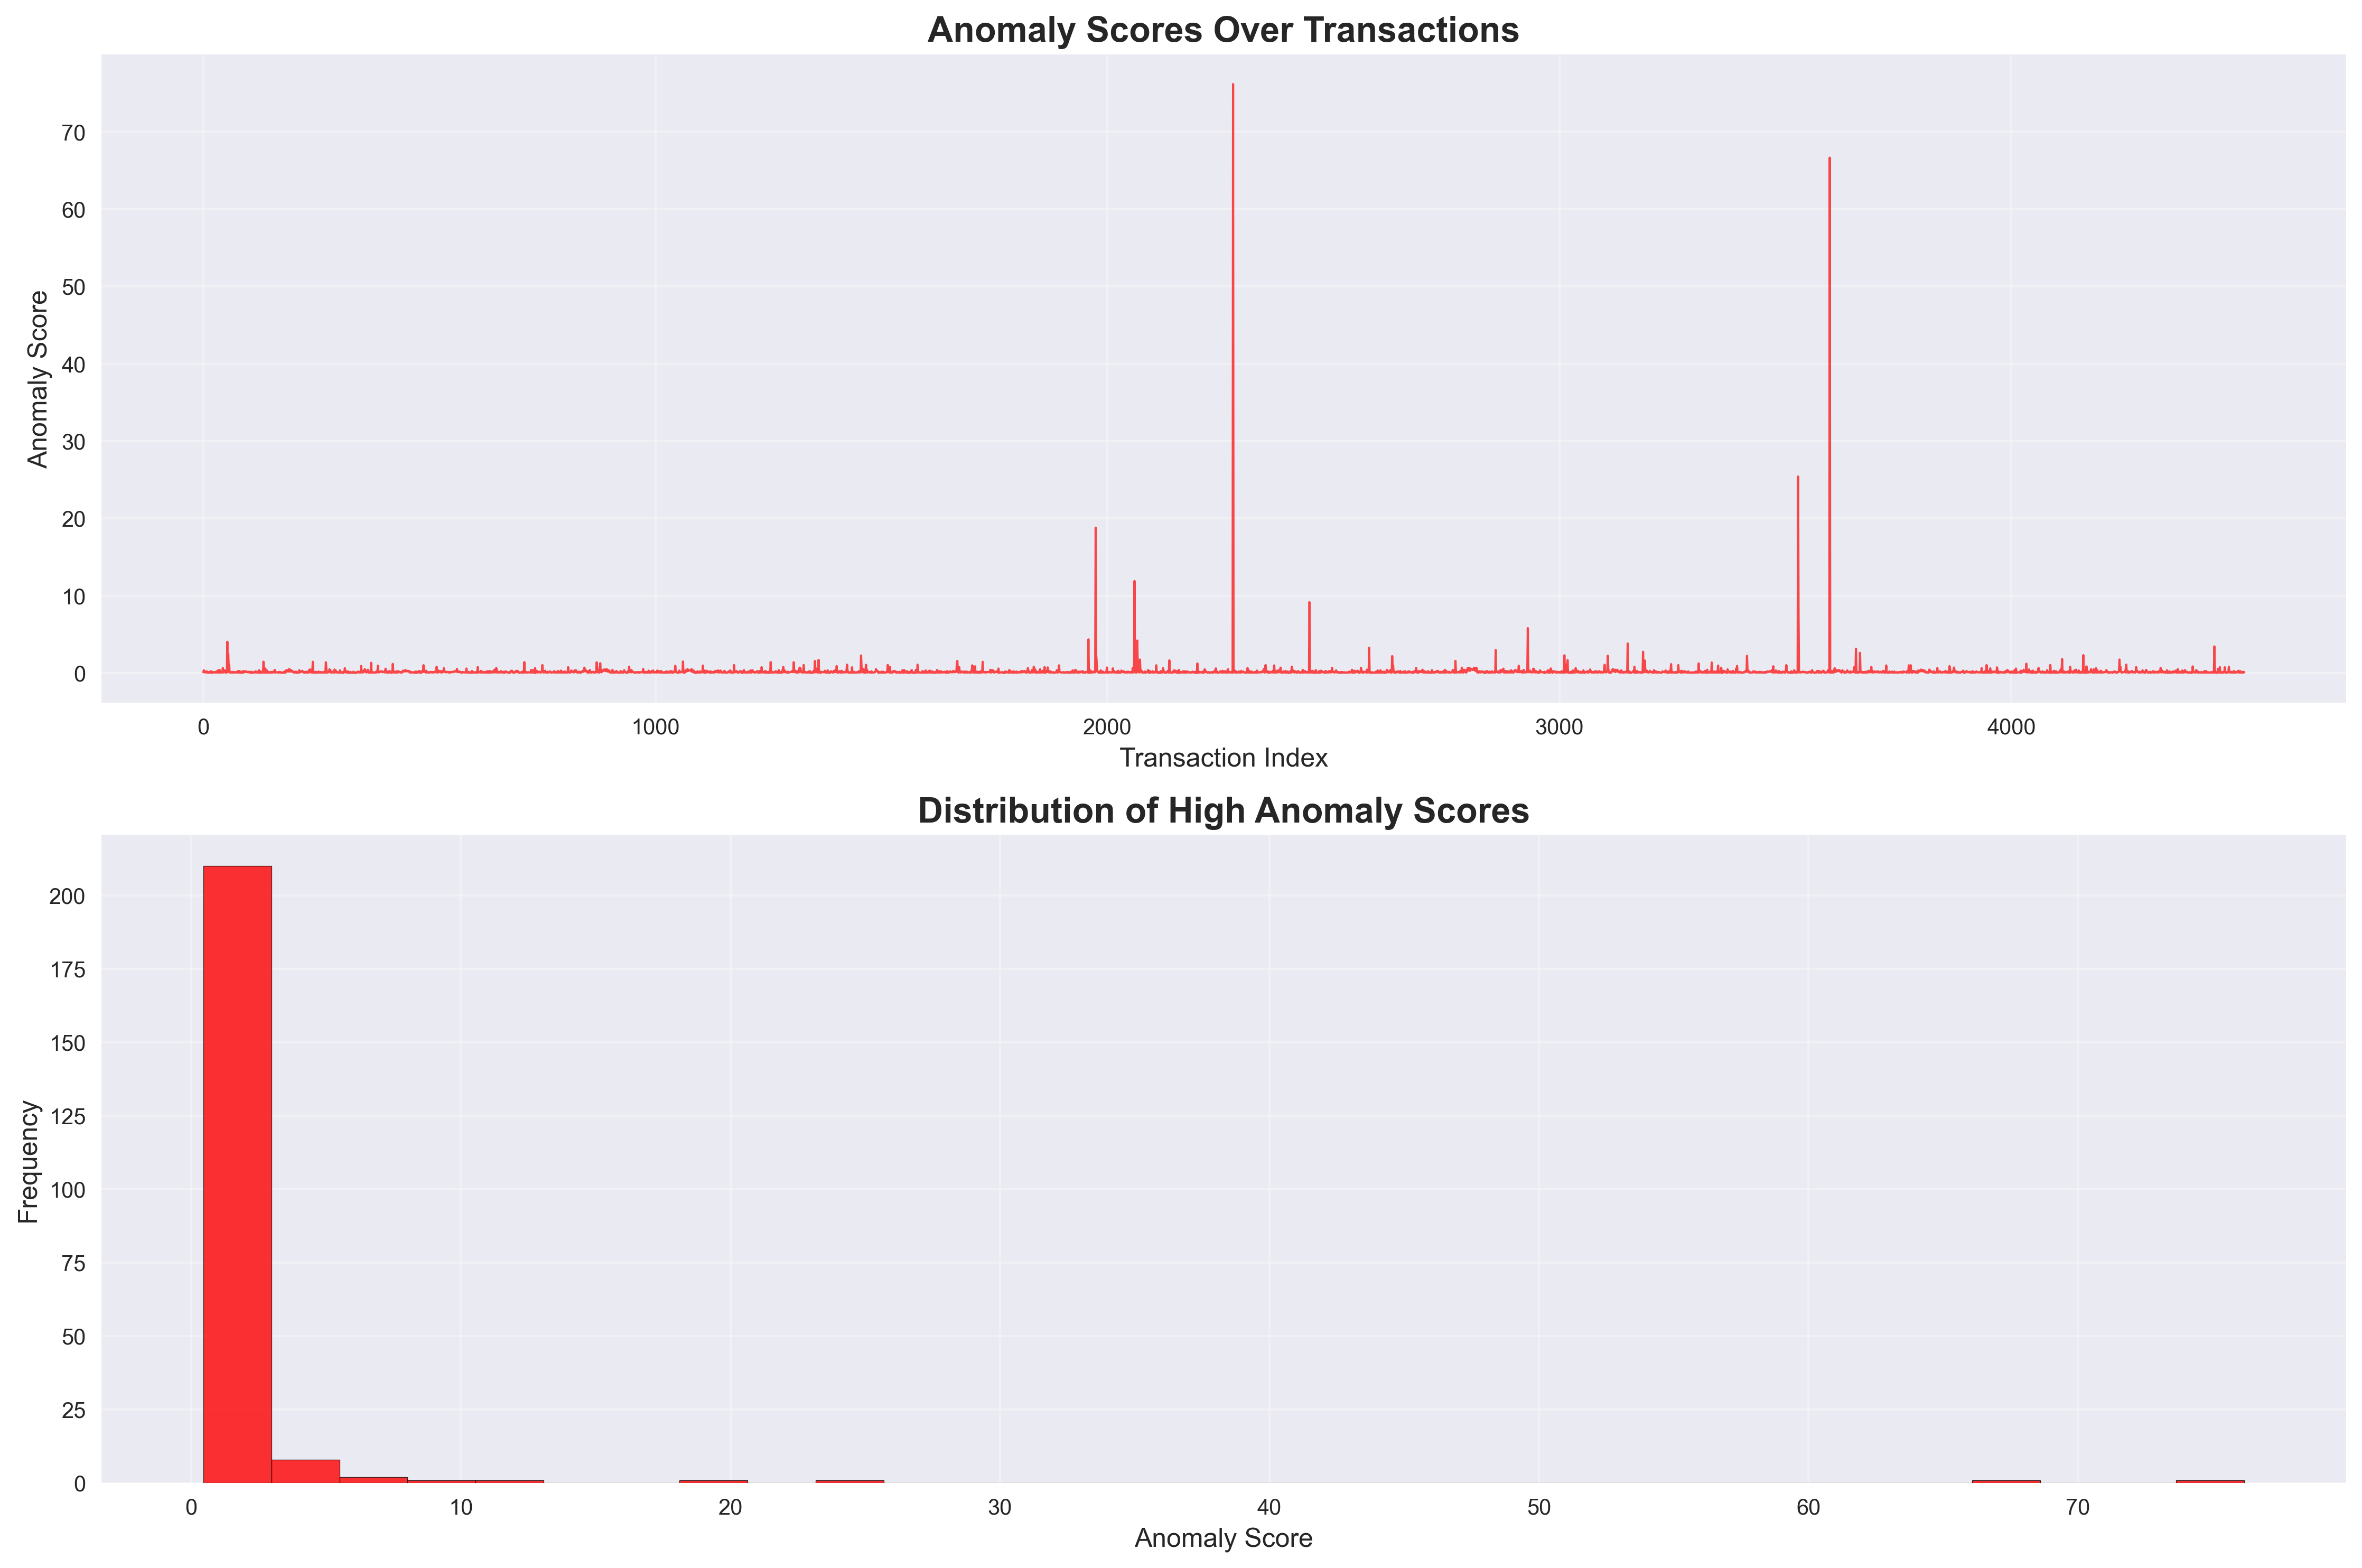 Anomaly Scores Over Transactions
70
60
50
40
30
20
10
0
Anomaly Score
0 1000 2000 3000 4000
Transaction Index
Distribution of High Anomaly Scores
200
175
150
125
100
75
50
25
0
Frequency
0 10 20 30 40 50 60 70
Anomaly Score